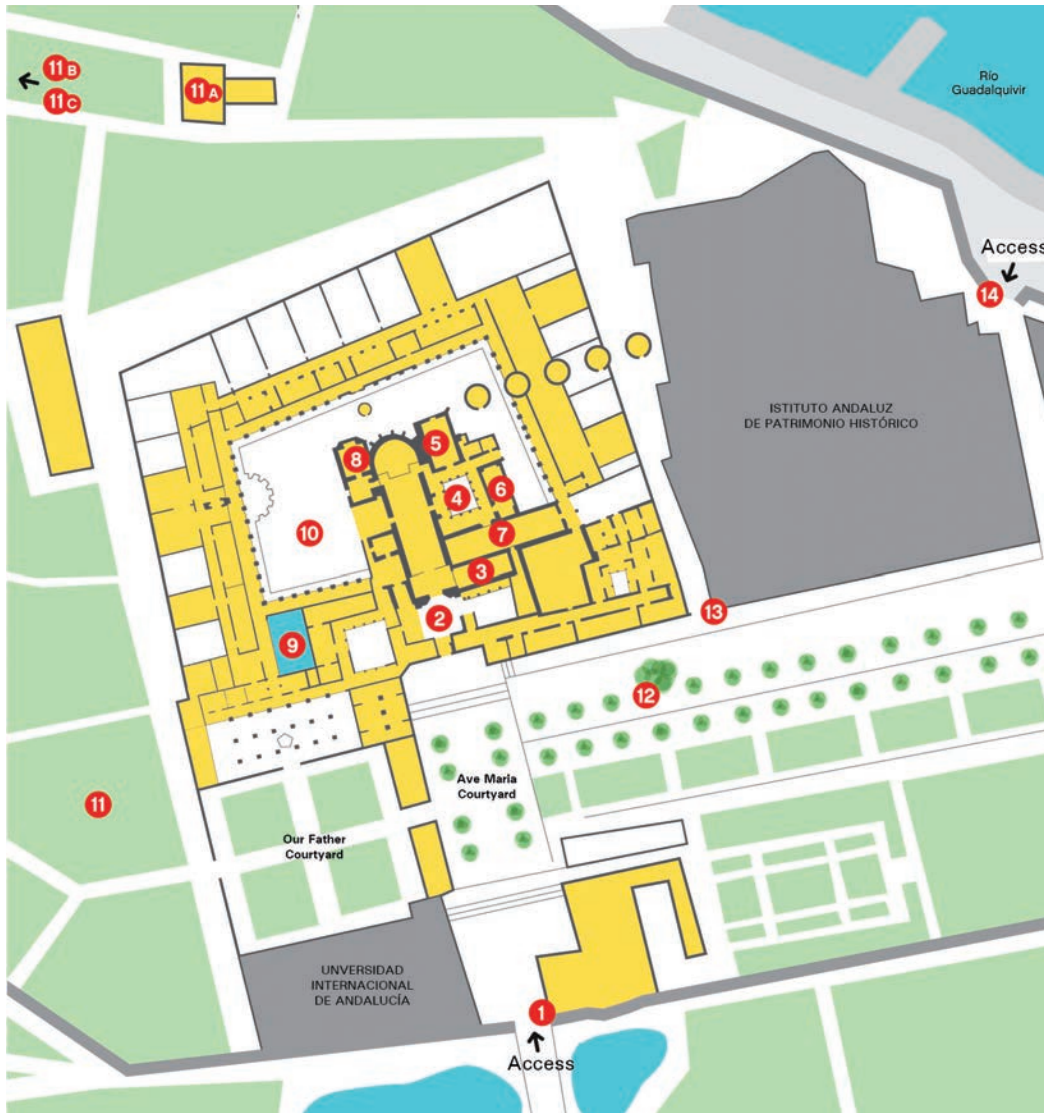 11B
11C
11A
Río
Guadalquivir
Access
14
ISTITUTO ANDALUZ
DE PATRIMONIO HISTÓRICO
5
8
4
6
10
7
3
2
13
9
12
Ave Maria
Courtyard
11
Our Father
Courtyard
UNVERSIDAD
INTERNACIONAL
DE ANDALUCÍA
1
Access